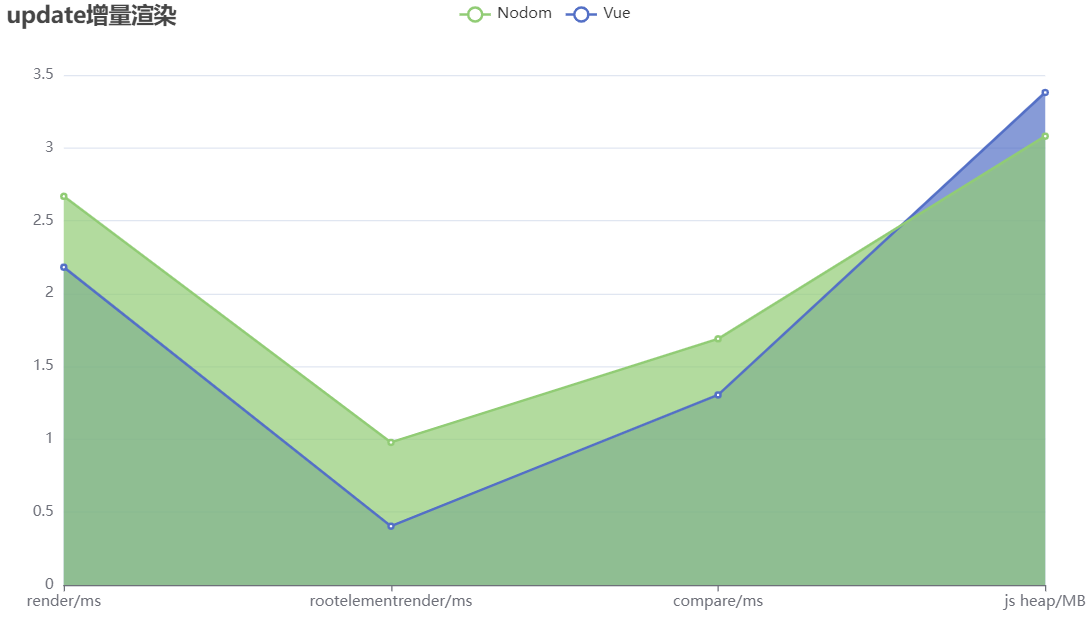 update增量渲染
Nodom Vue
3.5
3
2.5
2
1.5
1
0.5
0
render/ms rootelementrender/ms compare/ms js heap/MB